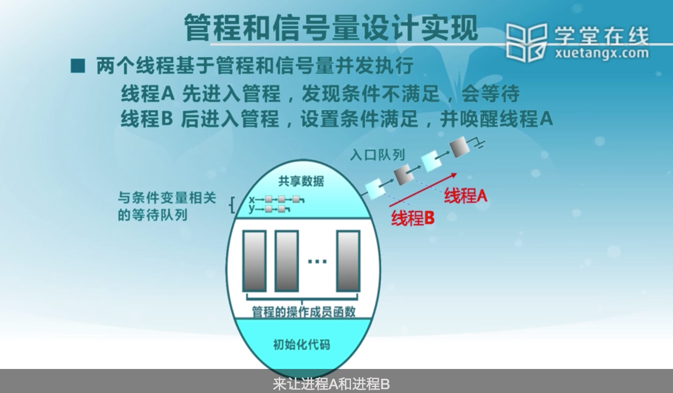 管程和信号量设计实现
学堂在线
xuetangx.com
■ 两个线程基于管程和信号量并发执行
线程A 先进入管程，发现条件不满足，会等待
线程B 后进入管程，设置条件满足，并唤醒线程A
入口队列
共享数据
与条件变量相关
的等待队列
x
y
线程A
线程B
...
管程的操作成员函数
初始化代码
来让进程A和进程B